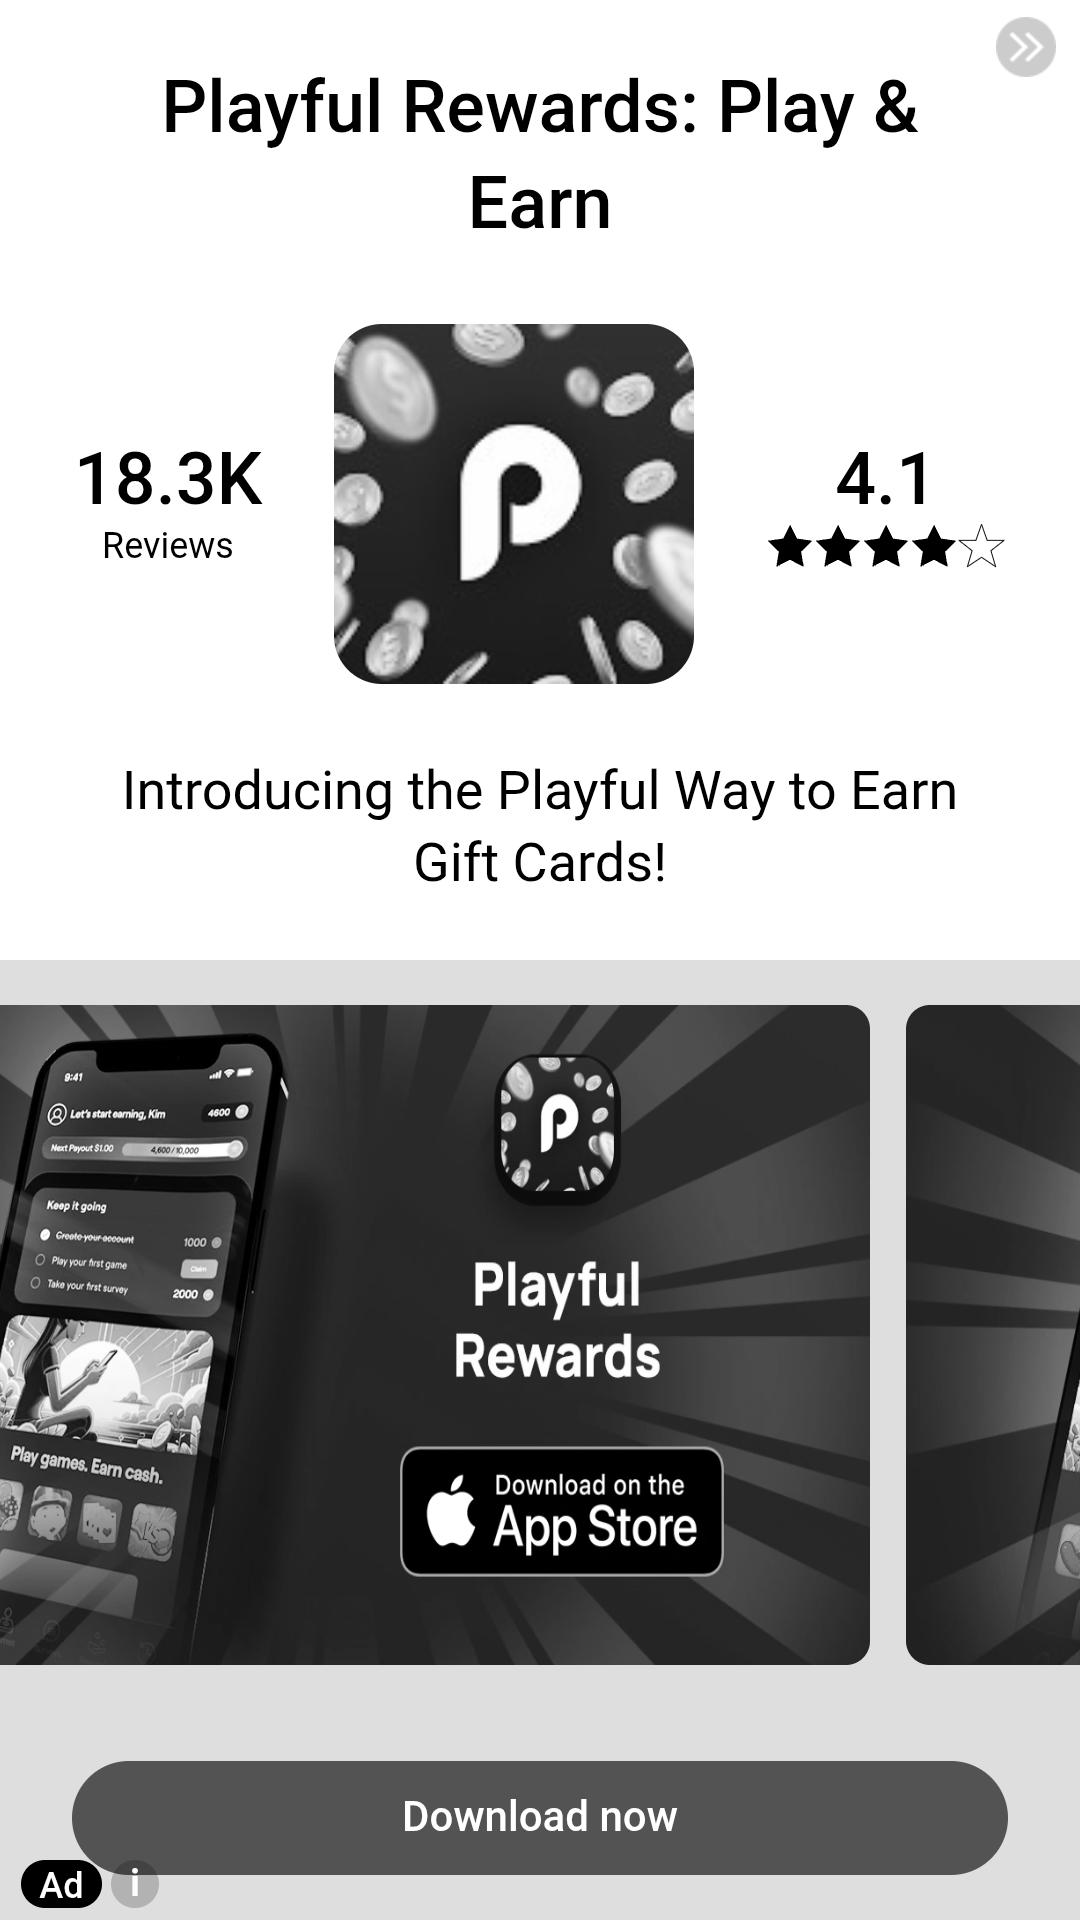 Playful Rewards: Play &
Earn
18.3K
Reviews
4.1
Introducing the Playful Way to Earn
Gift Cards!
9:41
Let's start earning, Kim
4600
Next Payout $1.00
4,600/10,000
Keep it going
Create your account
1000
Play your first game
Claim
Take your first survey
2000
Play games. Earn cash.
Playful
Rewards
Download on the
App Store
Download now
Ad
i